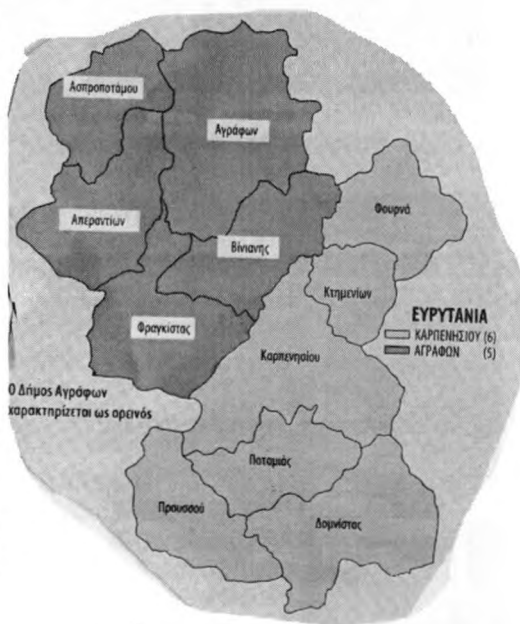 Ασπροποτάμου
Αγράφων
Απεραντίων
Φουρνά
Βίνιανης
Κτημενίων
ΕΥΡΥΤΑΝΙΑ
ΚΑΡΠΕΝΗΣΙΟΥ (6)
ΑΓΡΑΦΩΝ (5)
Φραγκίστας
Καρπενησίου
Ο Δήμος Αγράφων
χαρακτηρίζεται ως ορεινός
Ποταμιάς
Προυσσού
Δομνίστας